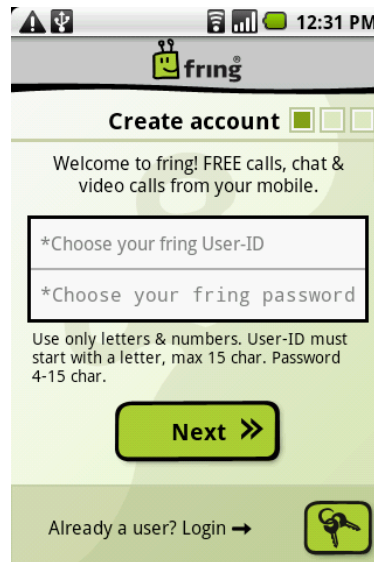 12:31 PM
fring®
Create account
Welcome to fring! FREE calls, chat &
video calls from your mobile.
*Choose your fring User-ID
*Choose your fring password
Use only letters & numbers. User-ID must
start with a letter, max 15 char. Password
4-15 char.
Next »
Already a user? Login →